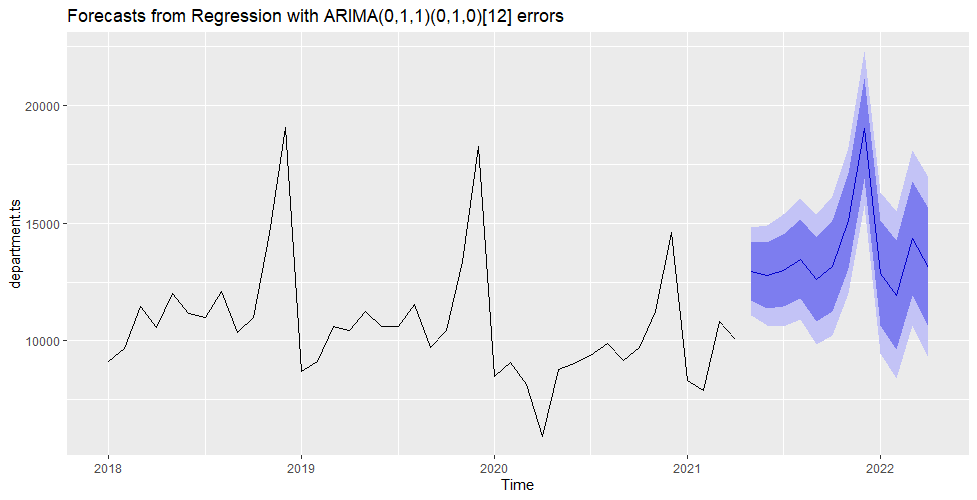 Forecasts from Regression with ARIMA(0,1,1)(0,1,0)[12] errors
20000
15000
10000
department.ts
2018 2019 2020 2021 2022
Time